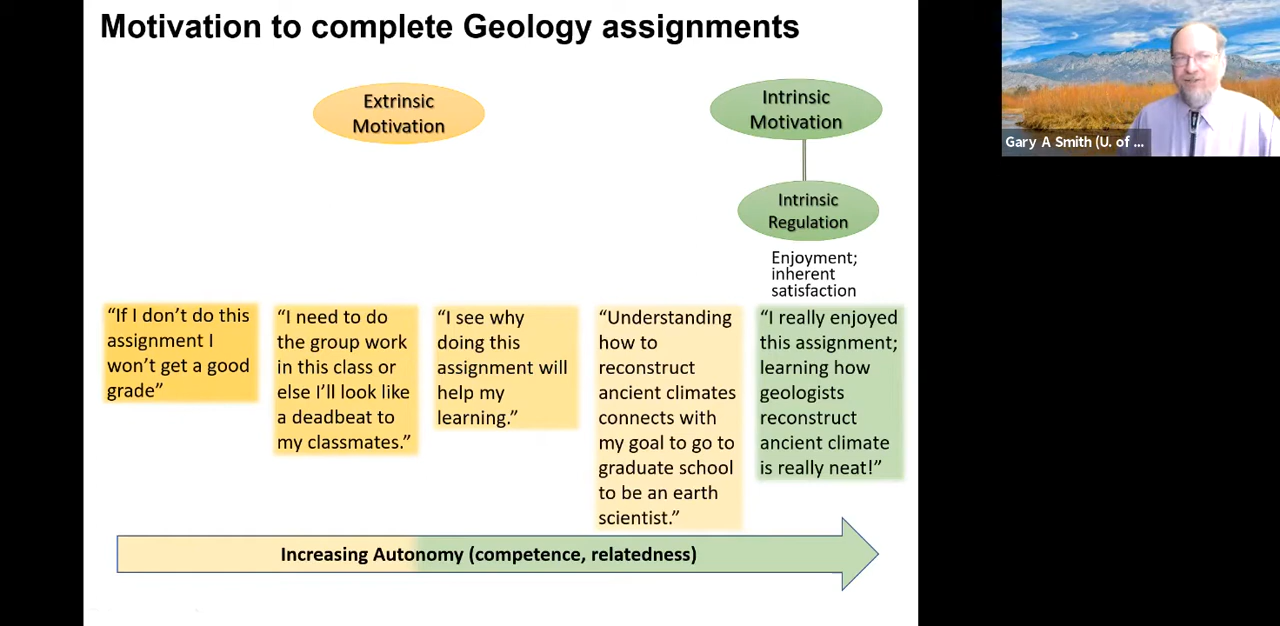 Motivation to complete Geology assignments
Extrinsic
Motivation
Intrinsic
Motivation
Intrinsic
Regulation
Enjoyment;
inherent
satisfaction
“If I don’t do this
assignment I
won’t get a good
grade”
“I need to do
the group work
in this class or
else I’ll look like
a deadbeat to
my classmates.”
“I see why
doing this
assignment will
help my
learning.”
“Understanding
how to
reconstruct
ancient climates
connects with
my goal to go to
graduate school
to be an earth
scientist.”
“I really enjoyed
this assignment;
learning how
geologists
reconstruct
ancient climate
is really neat!”
Increasing Autonomy (competence, relatedness)
Gary A Smith (U. of ...